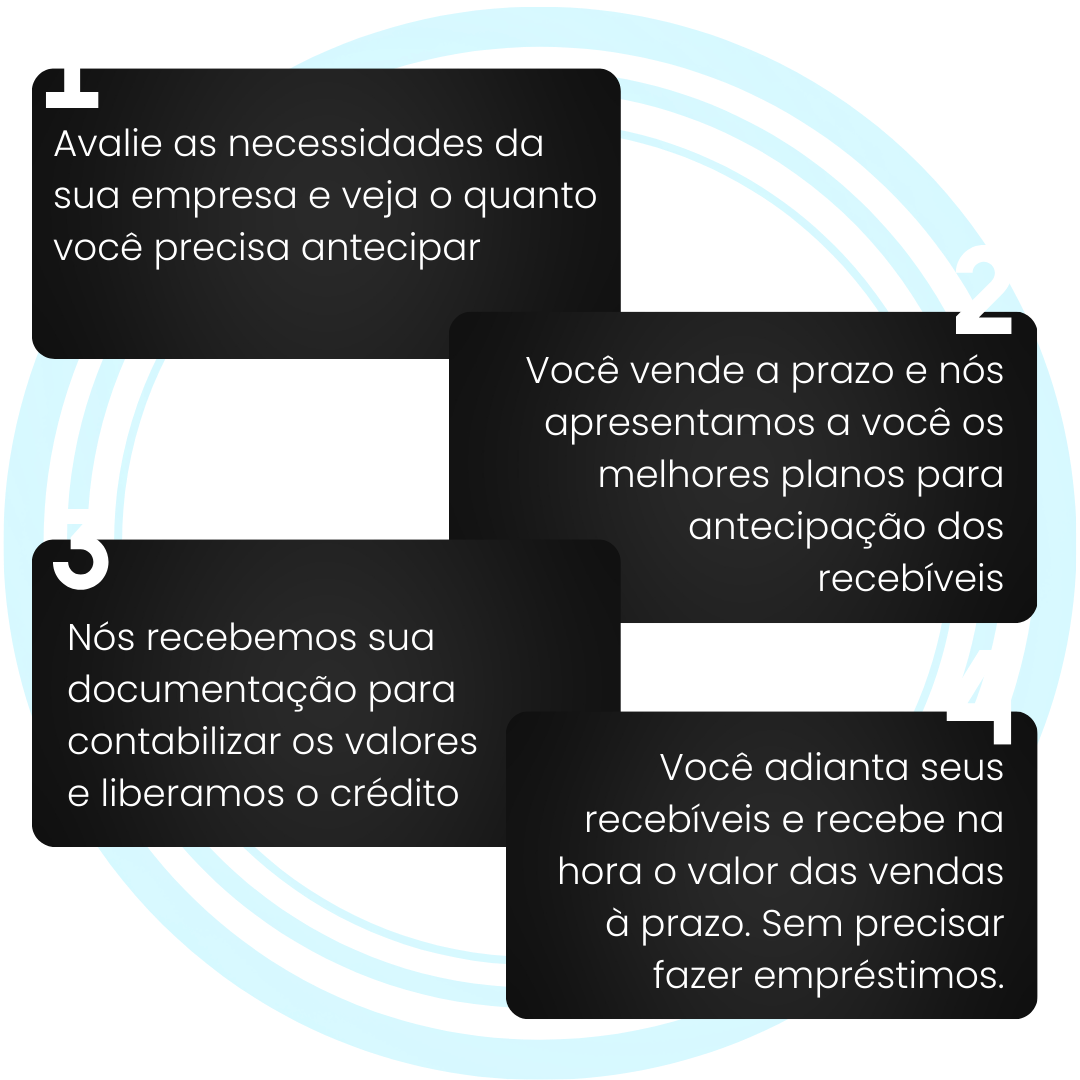 1
Avalie as necessidades da
sua empresa e veja o quanto
você precisa antecipar
2
Você vende a prazo e nós
apresentamos a você os
melhores planos para
antecipação dos
recebíveis
3
Nós recebemos sua
documentação para
contabilizar os valores
e liberamos o crédito
4
Você adianta seus
recebíveis e recebe na
hora o valor das vendas
à prazo. Sem precisar
fazer empréstimos.